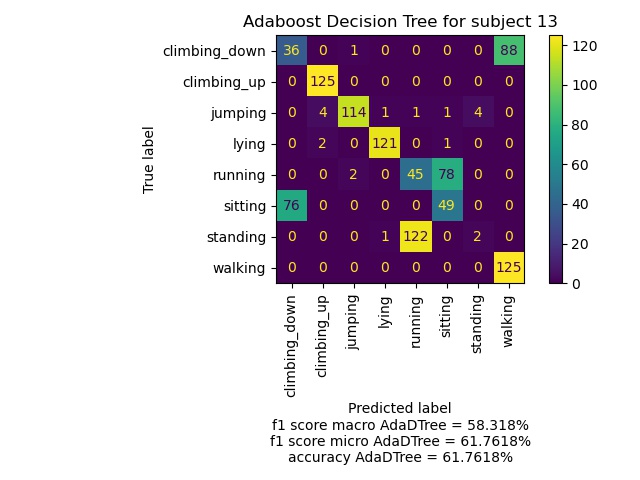 Adaboost Decision Tree for subject 13
True label
climbing_down 36 0 1 0 0 0 0 88
climbing_up 0 125 0 0 0 0 0 0
jumping 0 4 114 1 1 1 4 0
lying 0 2 0 121 0 1 0 0
running 0 0 2 0 45 78 0 0
sitting 76 0 0 0 0 49 0 0
standing 0 0 0 1 122 0 2 0
walking 0 0 0 0 0 0 0 125
climbing_down climbing_up jumping lying running sitting standing walking
120
100
80
60
40
20
0
Predicted label
f1 score macro AdaDTree = 58.318%
f1 score micro AdaDTree = 61.7618%
accuracy AdaDTree = 61.7618%